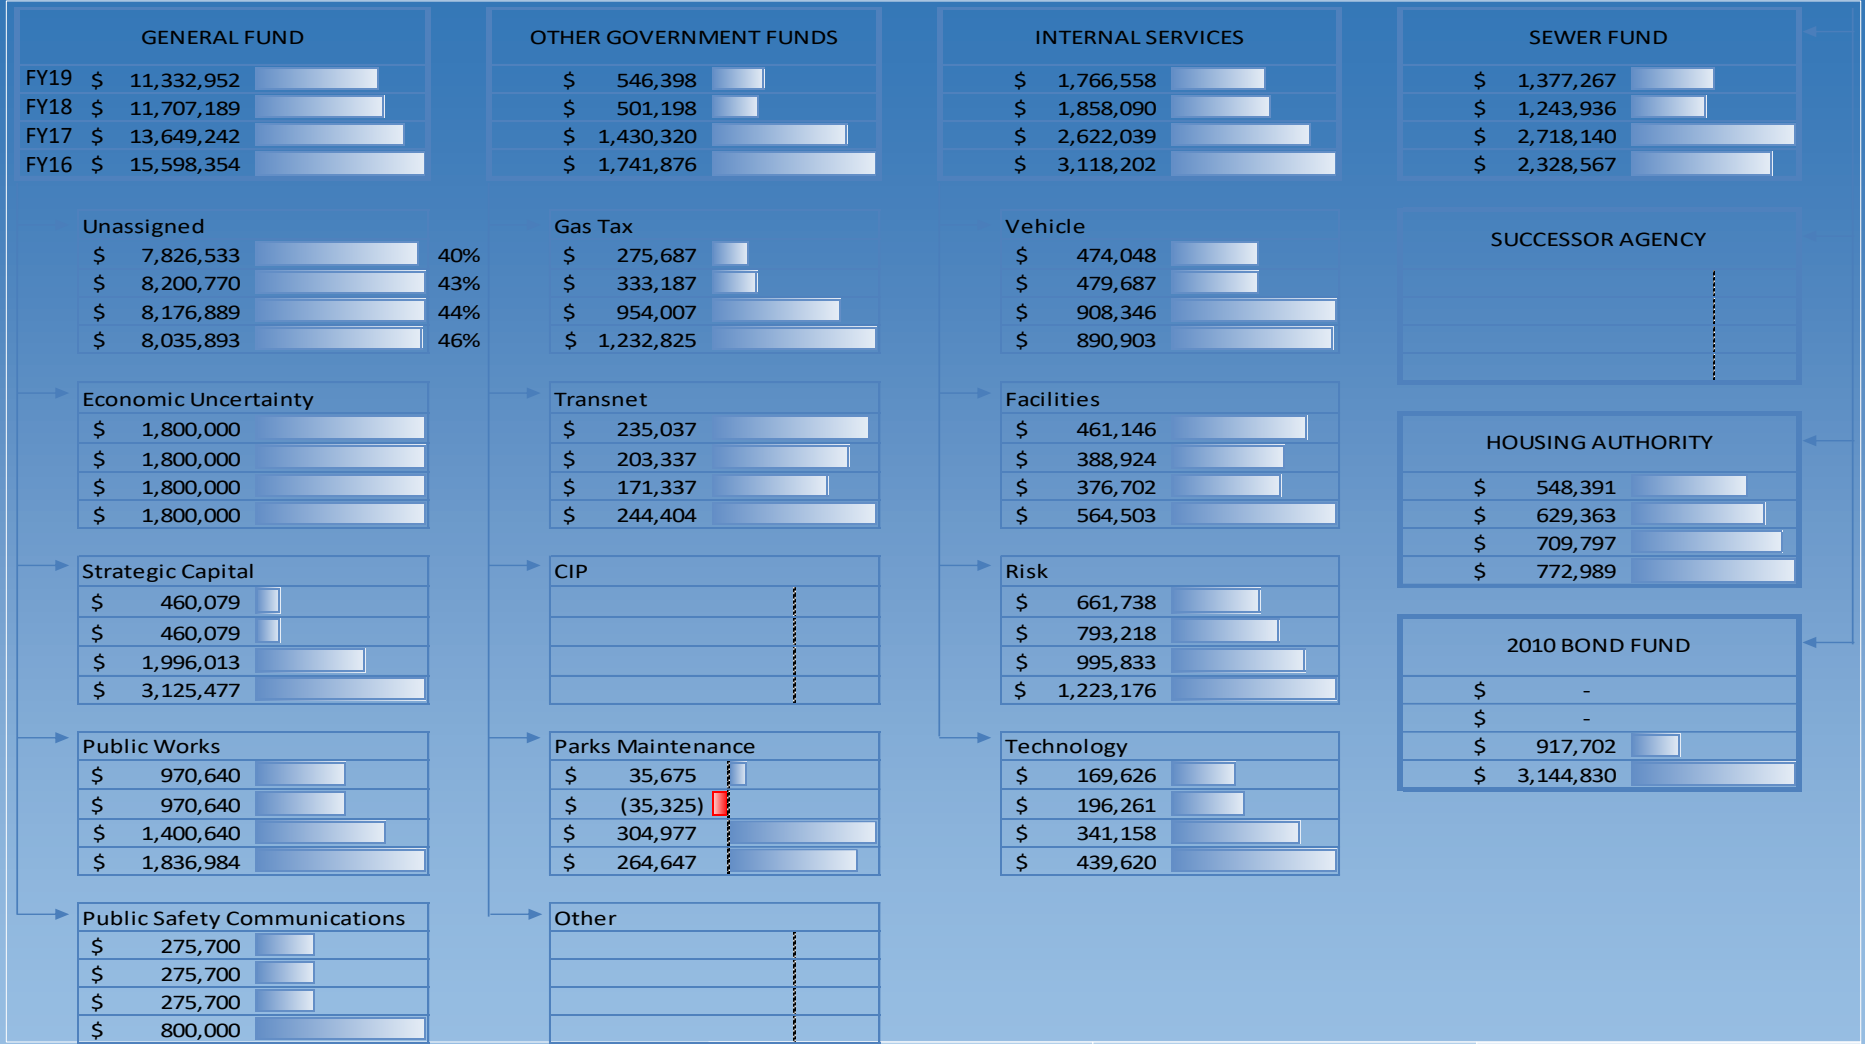 GENERAL FUND
FY19 $ 11,332,952
FY18 $ 11,707,189
FY17 $ 13,649,242
FY16 $ 15,598,354
Unassigned
$ 7,826,533 40%
$ 8,200,770 43%
$ 8,176,889 44%
$ 8,035,893 46%
Economic Uncertainty
$ 1,800,000
$ 1,800,000
$ 1,800,000
$ 1,800,000
Strategic Capital
$ 460,079
$ 460,079
$ 1,996,013
$ 3,125,477
Public Works
$ 970,640
$ 970,640
$ 1,400,640
$ 1,836,984
Public Safety Communications
$ 275,700
$ 275,700
$ 275,700
$ 800,000
OTHER GOVERNMENT FUNDS
$ 546,398
$ 501,198
$ 1,430,320
$ 1,741,876
Gas Tax
$ 275,687
$ 333,187
$ 954,007
$ 1,232,825
Transnet
$ 235,037
$ 203,337
$ 171,337
$ 244,404
CIP
Parks Maintenance
$ 35,675
$ (35,325)
$ 304,977
$ 264,647
Other
INTERNAL SERVICES
$ 1,766,558
$ 1,858,090
$ 2,622,039
$ 3,118,202
Vehicle
$ 474,048
$ 479,687
$ 908,346
$ 890,903
Facilities
$ 461,146
$ 388,924
$ 376,702
$ 564,503
Risk
$ 661,738
$ 793,218
$ 995,833
$ 1,223,176
Technology
$ 169,626
$ 196,261
$ 341,158
$ 439,620
SEWER FUND
$ 1,377,267
$ 1,243,936
$ 2,718,140
$ 2,328,567
SUCCESSOR AGENCY
HOUSING AUTHORITY
$ 548,391
$ 629,363
$ 709,797
$ 772,989
2010 BOND FUND
$ -
$ -
$ 917,702
$ 3,144,830